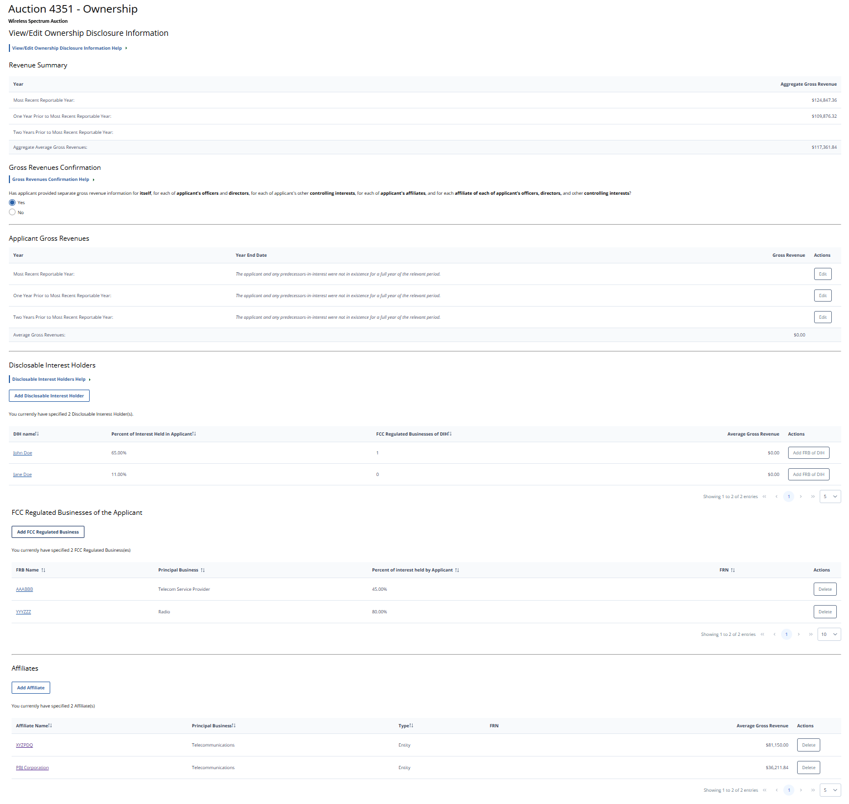 Auction 4351 - Ownership
Wireless Spectrum Auction
View/Edit Ownership Disclosure Information
View/Edit Ownership Disclosure Information Help
Revenue Summary
Year Aggregate Gross Revenue
Most Recent Reportable Year: $124,847.36
One Year Prior to Most Recent Reportable Year: $109,876.32
Two Years Prior to Most Recent Reportable Year:
Aggregate Average Gross Revenues: $117,361.84
Gross Revenues Confirmation
Gross Revenues Confirmation Help
Has applicant provided separate gross revenue information for itself, for each of applicant's officers and directors, for each of applicant's other controlling interests, for each of applicant's affiliates, and for each affiliate of each of applicant's officers, directors, and other controlling interests?
Yes
No
Applicant Gross Revenues
Year Year End Date Gross Revenue Actions
Most Recent Reportable Year: The applicant and any predecessors in interest were not in existence for a full year of the relevant period. Edit
One Year Prior to Most Recent Reportable Year: The applicant and any predecessors in interest were not in existence for a full year of the relevant period. Edit
Two Years Prior to Most Recent Reportable Year: The applicant and any predecessors in interest were not in existence for a full year of the relevant period. Edit
Average Gross Revenues: $0.00
Disclosable Interest Holders
Disclosable Interest Holders Help
Add Disclosable Interest Holder
You currently have specified 2 Disclosable Interest Holder(s).
DIH name Percent of Interest Held in Applicant FCC Regulated Businesses of DIH Average Gross Revenue Actions
John Doe 65.00% 1 $0.00 Add FRB of DIH
Jane Doe 11.00% 0 $0.00 Add FRB of DIH
Showing 1 to 2 of 2 entries « ‹ 1 › » 5
FCC Regulated Businesses of the Applicant
Add FCC Regulated Business
You currently have specified 2 FCC Regulated Business(es)
FRB Name Principal Business Percent of interest held by Applicant FRN Actions
AAABBB Telecom Service Provider 45.00% Delete
YYYZZZ Radio 80.00% Delete
Showing 1 to 2 of 2 entries « ‹ 1 › » 10
Affiliates
Add Affiliate
You currently have specified 2 Affiliate(s)
Affiliate Name Principal Business Type FRN Average Gross Revenue Actions
XYZPDQ Telecommunications Entity $81,150.00 Delete
PBJ Corporation Telecommunications Entity $36,211.84 Delete
Showing 1 to 2 of 2 entries « ‹ 1 › » 5